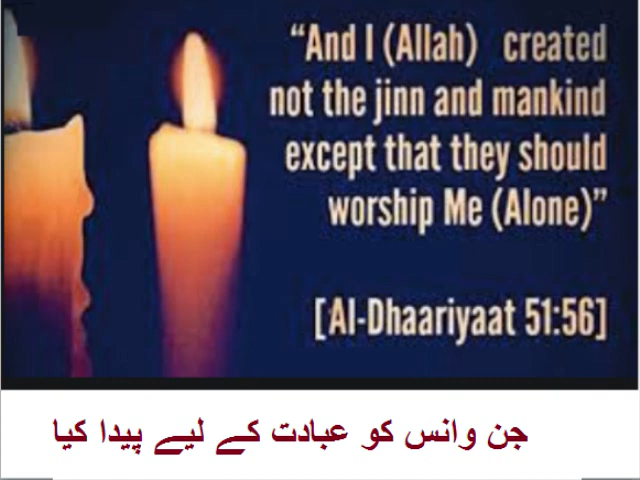 “And I (Allah) created
not the jinn and mankind
except that they should
worship Me (Alone)”
[Al-Dhaariyaat 51:56]
جن وانس کو عبادت کے لیے پیدا کیا